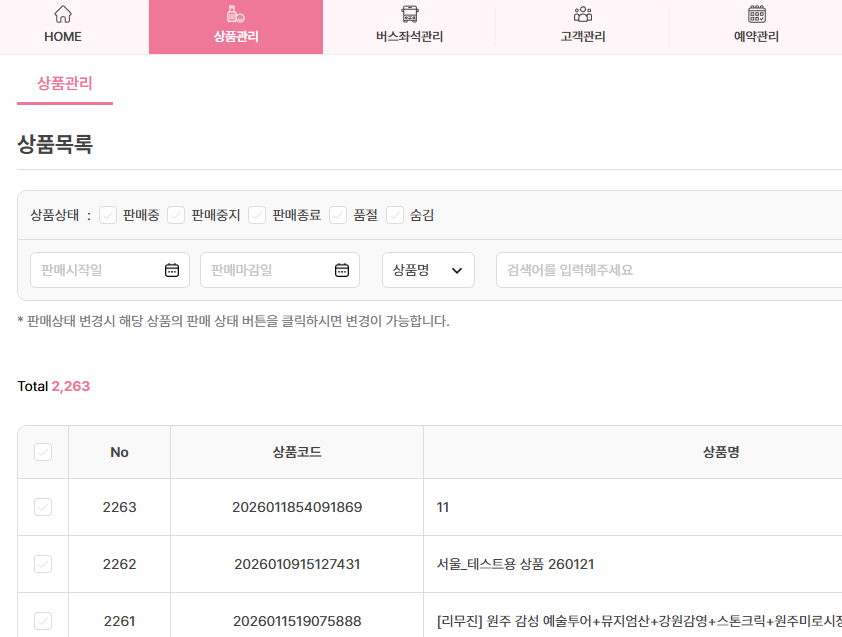 HOME
상품관리
버스좌석관리
고객관리
예약관리
상품관리
상품목록
상품상태 : 판매중 판매중지 판매종료 품절 숨김
판매시작일 판매마감일 상품명 검색어를 입력해주세요
* 판매상태 변경시 해당 상품의 판매 상태 버튼을 클릭하시면 변경이 가능합니다.
Total 2,263
No 상품코드 상품명
2263 2026011854091869 11
2262 2026010915127431 서울_테스트용 상품 260121
2261 2026011519075888 [리무진] 원주 감성 예술투어+뮤지엄산+강원감영+스톤크릭+원주미로시장